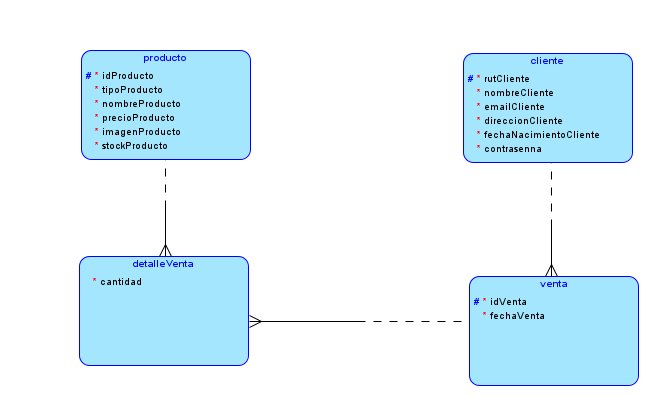 producto
# * idProducto
* tipoProducto
* nombreProducto
* precioProducto
* imagenProducto
* stockProducto
cliente
# * rutCliente
* nombreCliente
* emailCliente
* direccionCliente
* fechaNacimientoCliente
* contrasenna
detalleVenta
* cantidad
venta
# * idVenta
* fechaVenta